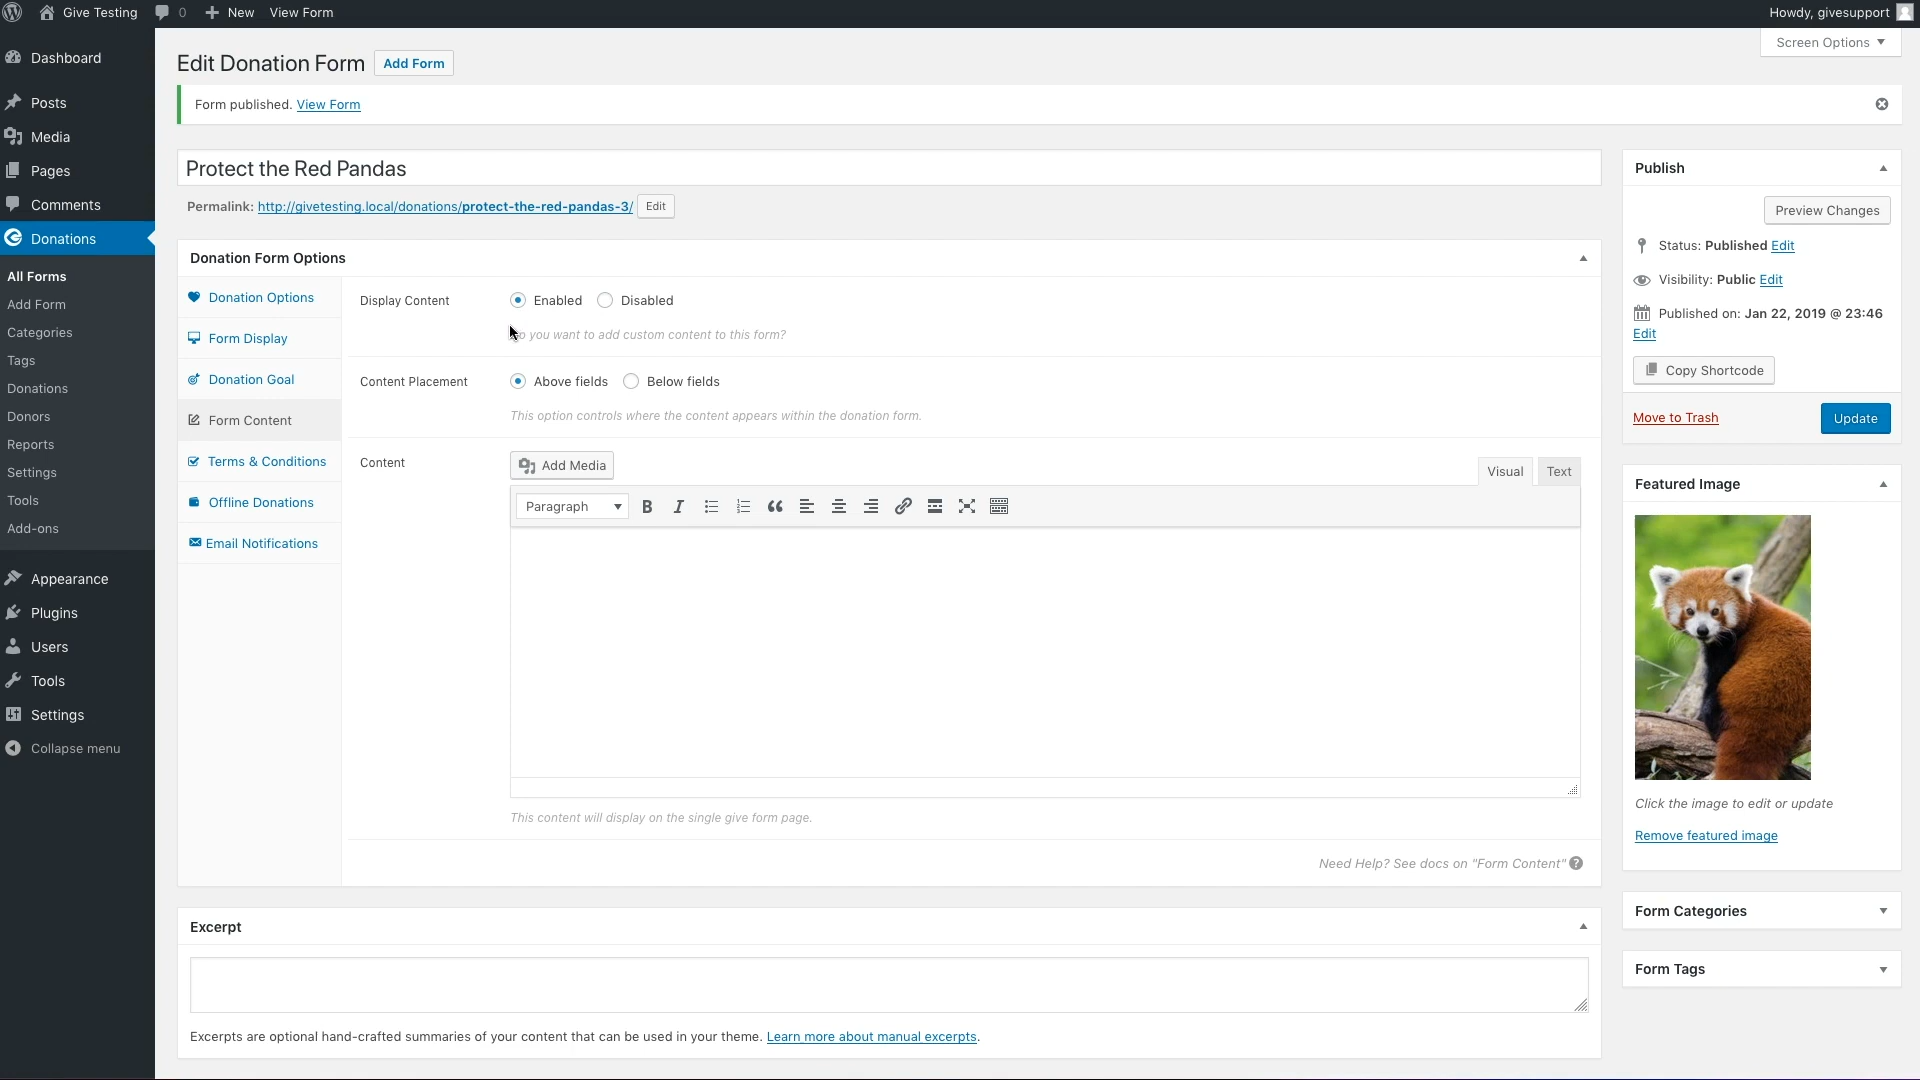 Give Testing
0
New
View Form
Howdy, givesupport
Screen Options
Dashboard
Posts
Media
Pages
Comments
Donations
All Forms
Add Form
Categories
Tags
Donations
Donors
Reports
Settings
Tools
Add-ons
Appearance
Plugins
Users
Tools
Settings
Collapse menu
Edit Donation Form
Add Form
Form published. View Form
Protect the Red Pandas
Permalink: http://givetesting.local/donations/protect-the-red-pandas-3/ Edit
Donation Form Options
Donation Options
Form Display
Donation Goal
Form Content
Terms & Conditions
Offline Donations
Email Notifications
Display Content
Enabled
Disabled
you want to add custom content to this form?
Content Placement
Above fields
Below fields
This option controls where the content appears within the donation form.
Content
Add Media
Visual
Text
Paragraph
This content will display on the single give form page.
Need Help? See docs on "Form Content"
Excerpt
Excerpts are optional hand-crafted summaries of your content that can be used in your theme. Learn more about manual excerpts.
Publish
Preview Changes
Status: Published Edit
Visibility: Public Edit
Published on: Jan 22, 2019 @ 23:46
Edit
Copy Shortcode
Move to Trash
Update
Featured Image
Click the image to edit or update
Remove featured image
Form Categories
Form Tags